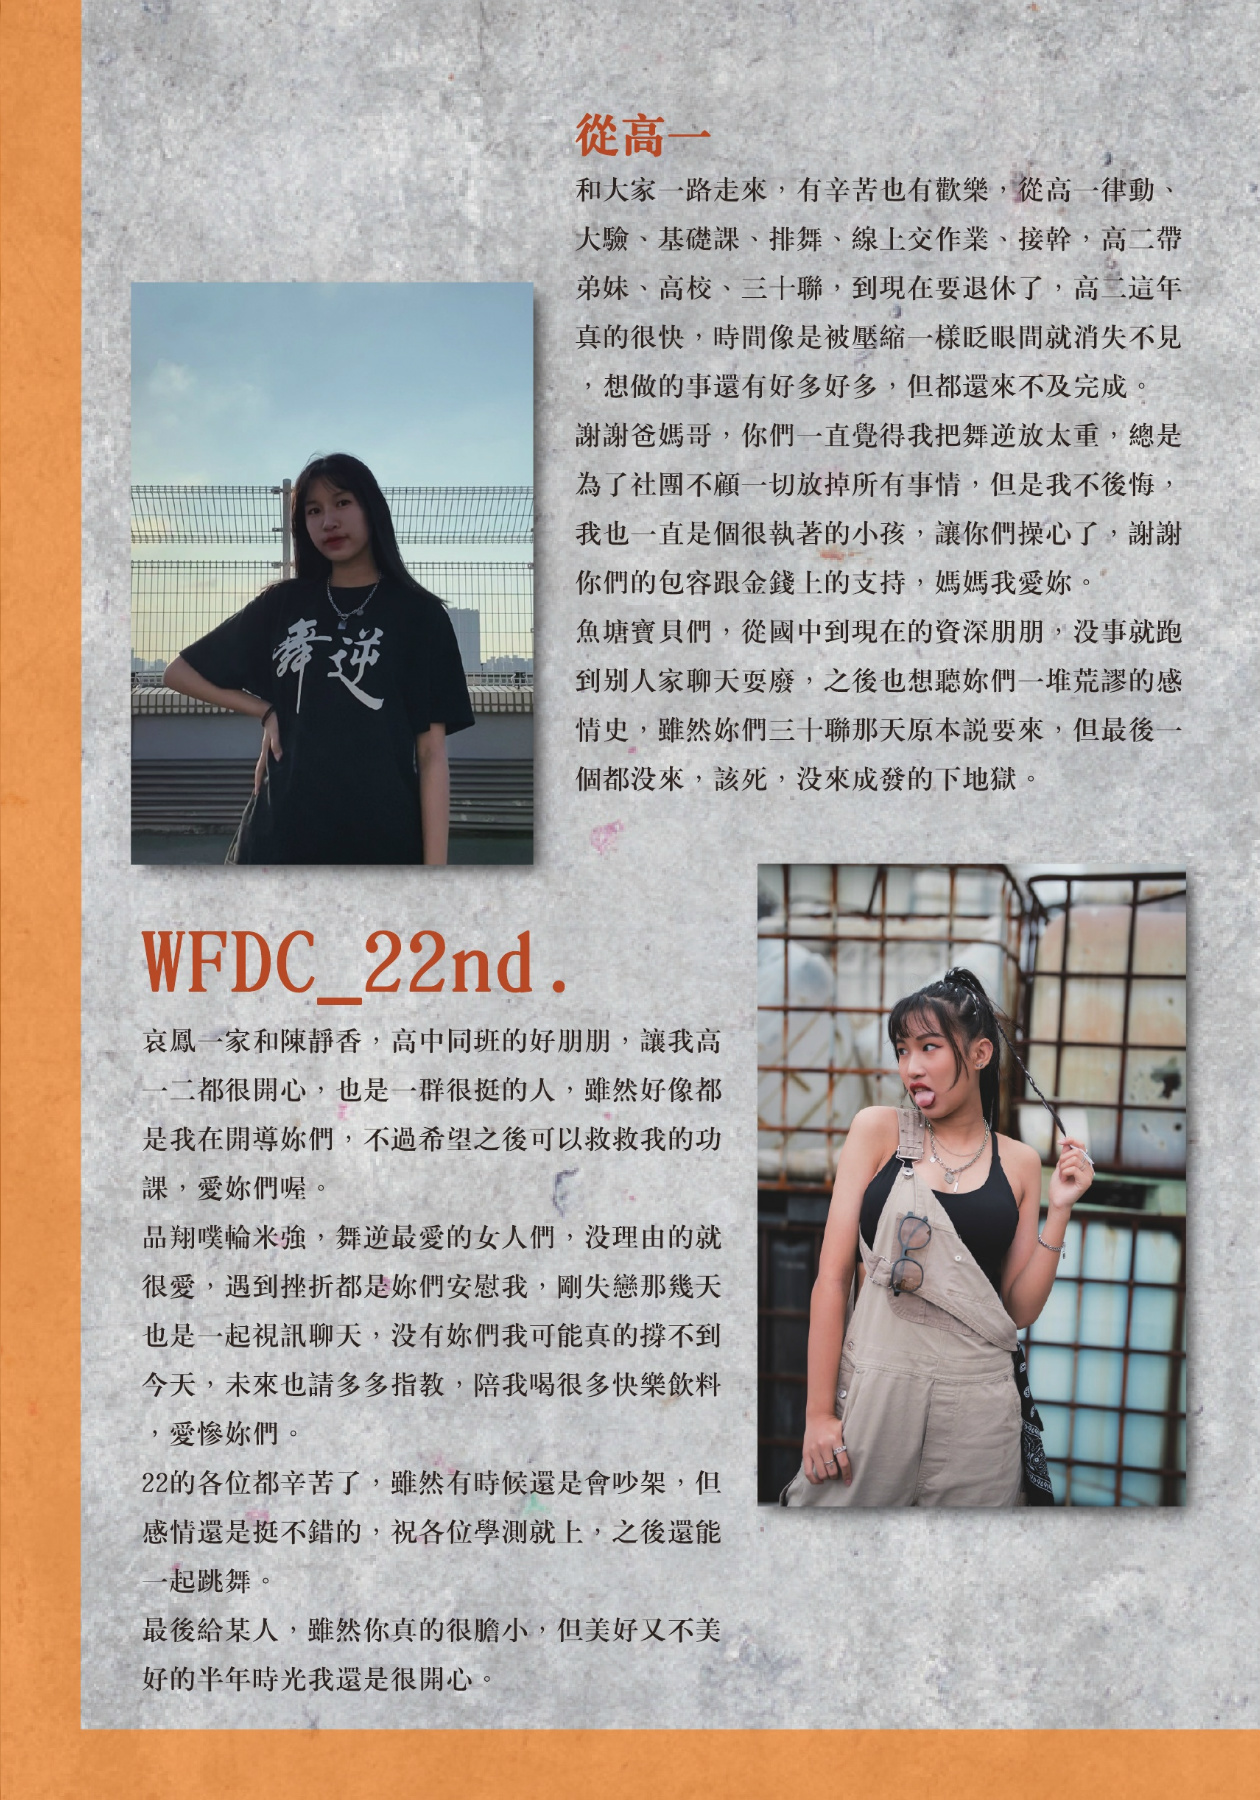 從高一
和大家一路走來，有辛苦也有歡樂，從高一律動、
大驗、基礎課、排舞、線上交作業、接幹，高二帶
弟妹、高校、三十聯，到現在要退休了，高二這年
真的很快，時間像是被壓縮一樣眨眼間就消失不見
，想做的事還有好多好多，但都還來不及完成。
謝謝爸媽哥，你們一直覺得我把舞逆放太重，總是
為了社團不顧一切放掉所有事情，但是我不後悔，
我也一直是個很執著的小孩，讓你們操心了，謝謝
你們的包容跟金錢上的支持，媽媽我愛妳。
魚塘寶貝們，從國中到現在的資深朋朋，没事就跑
到別人家聊天耍廢，之後也想聽妳們一堆荒謬的感
情史，雖然妳們三十聯那天原本說要來，但最後一
個都没來，該死，没來成發的下地獄。
舞逆
WFDC_22nd.
哀鳳一家和陳靜香，高中同班的好朋朋，讓我高
一二都很開心，也是一群很挺的人，雖然好像都
是我在開導妳們，不過希望之後可以救救我的功
課，愛妳們喔。
品翔噗輪米強，舞逆最愛的女人們，没理由的就
很愛，遇到挫折都是妳們安慰我，剛失戀那幾天
也是一起視訊聊天，没有妳們我可能真的撐不到
今天，未來也請多多指教，陪我喝很多快樂飲料
，愛慘妳們。
22的各位都辛苦了，雖然有時候還是會吵架，但
感情還是挺不錯的，祝各位學測就上，之後還能
一起跳舞。
最後給某人，雖然你真的很膽小，但美好又不美
好的半年時光我還是很開心。